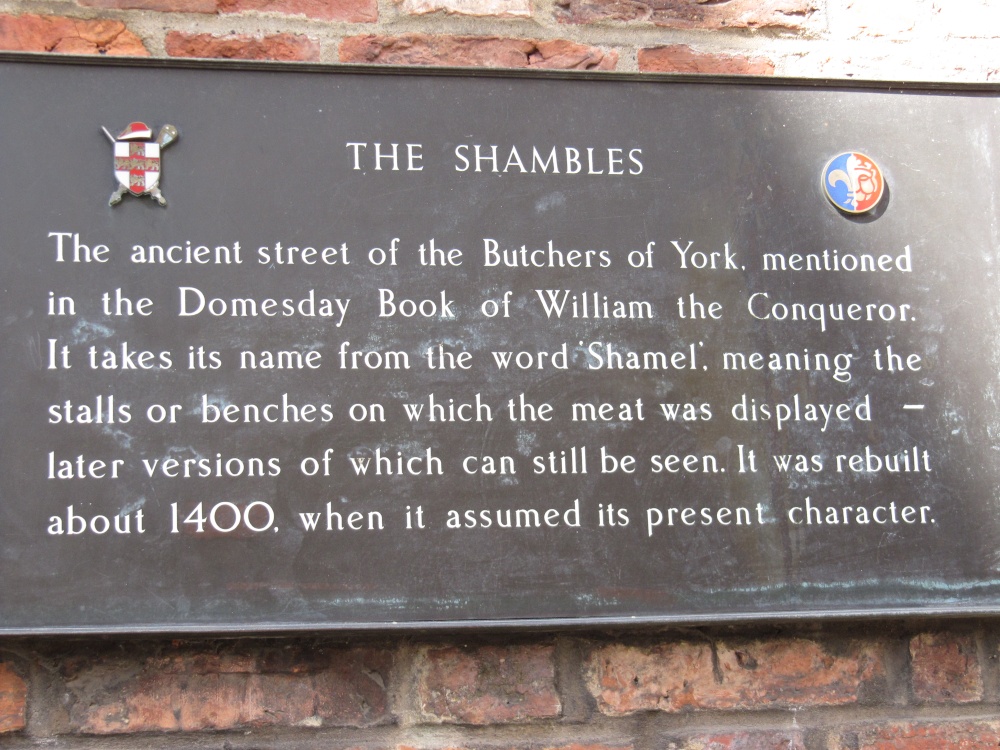 THE SHAMBLES
The ancient street of the Butchers of York, mentioned
in the Domesday Book of William the Conqueror.
It takes its name from the word 'Shamel', meaning the
stalls or benches on which the meat was displayed –
later versions of which can still be seen. It was rebuilt
about 1400, when it assumed its present character.